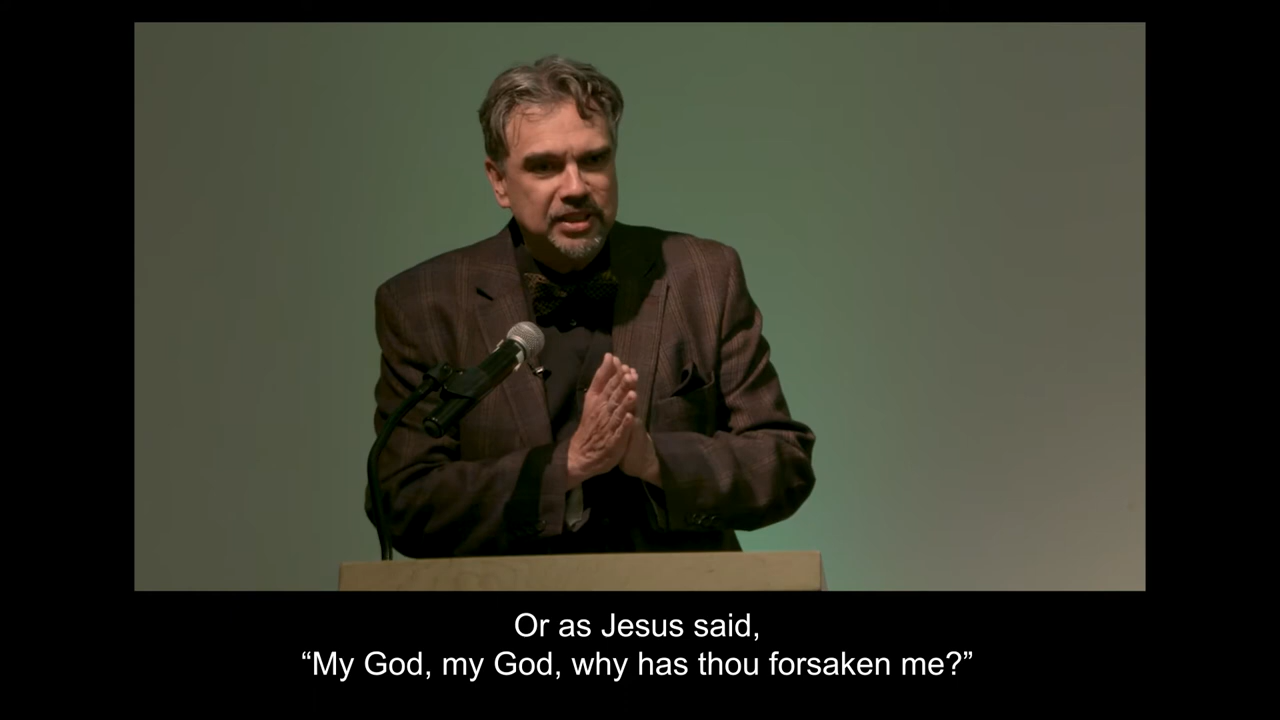 Or as Jesus said,
“My God, my God, why has thou forsaken me?”